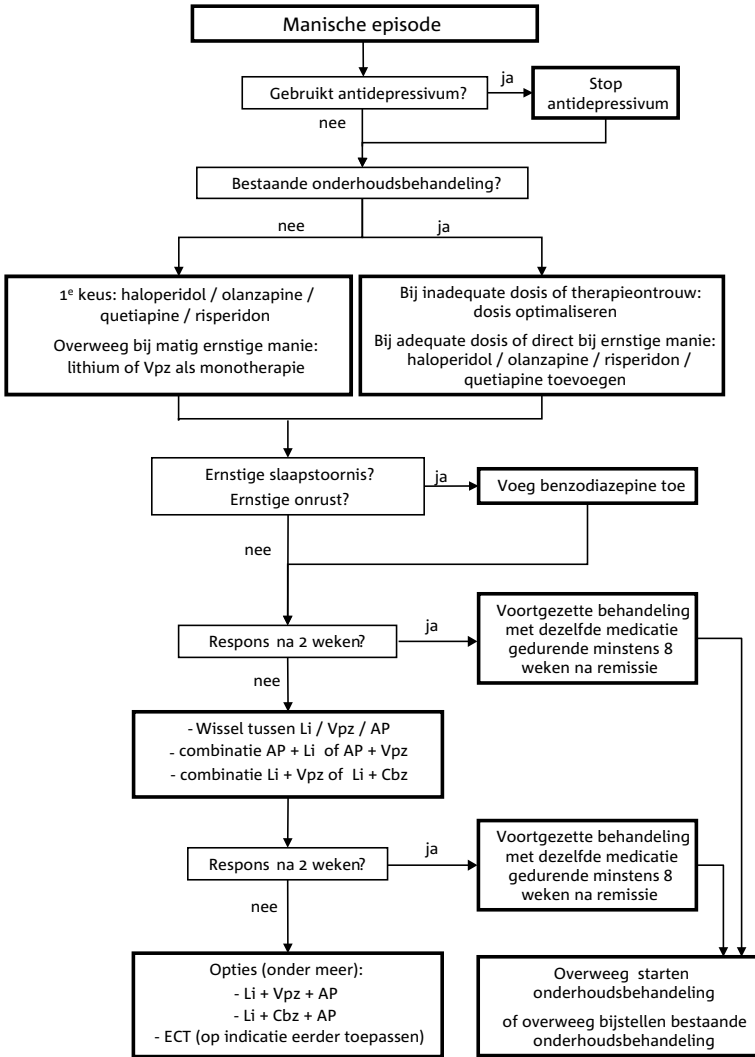 Manische episode
Gebruikt antidepressivum?
ja
Stop
antidepressivum
nee
Bestaande onderhoudsbehandeling?
nee
ja
1e keus: haloperidol / olanzapine /
quetiapine / risperidon
Overweeg bij matig ernstige manie:
lithium of Vpz als monotherapie
Bij inadequate dosis of therapieontrouw:
dosis optimaliseren
Bij adequate dosis of direct bij ernstige manie:
haloperidol / olanzapine / risperidon /
quetiapine toevoegen
Ernstige slaapstoornis?
Ernstige onrust?
ja
Voeg benzodiazepine toe
nee
Respons na 2 weken?
ja
Voortgezette behandeling
met dezelfde medicatie
gedurende minstens 8
weken na remissie
nee
- Wissel tussen Li / Vpz / AP
- combinatie AP + Li of AP + Vpz
- combinatie Li + Vpz of Li + Cbz
Respons na 2 weken?
ja
Voortgezette behandeling
met dezelfde medicatie
gedurende minstens 8
weken na remissie
nee
Opties (onder meer):
- Li + Vpz + AP
- Li + Cbz + AP
- ECT (op indicatie eerder toepassen)
Overweeg starten
onderhoudsbehandeling
of overweeg bijstellen bestaande
onderhoudsbehandeling